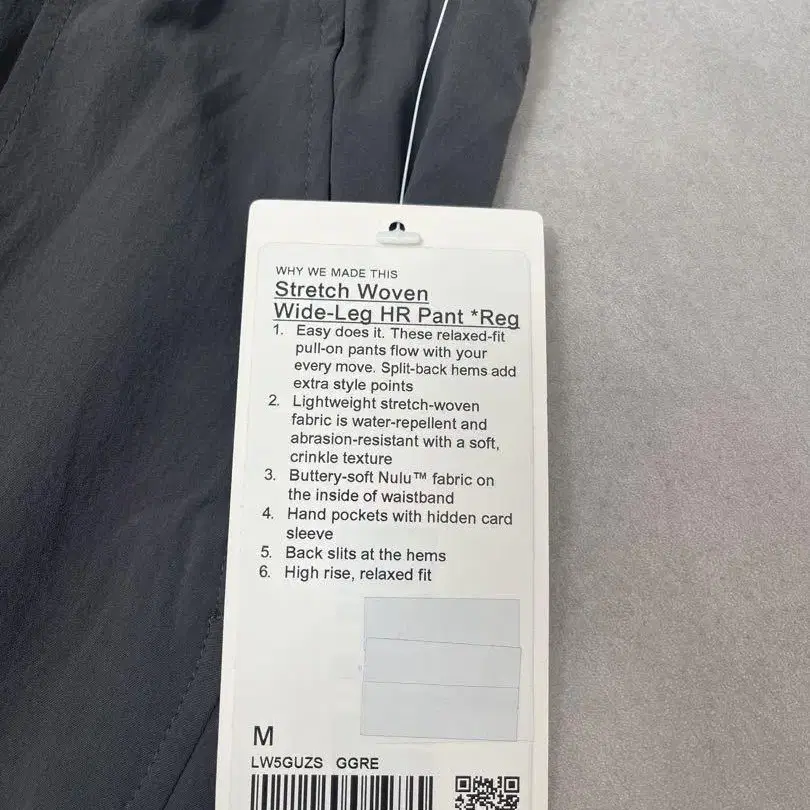 WHY WE MADE THIS
Stretch Woven
Wide-Leg HR Pant *Reg
1. Easy does it. These relaxed-fit
pull-on pants flow with your
every move. Split-back hems add
extra style points
2. Lightweight stretch-woven
fabric is water-repellent and
abrasion-resistant with a soft,
crinkle texture
3. Buttery-soft Nulu™ fabric on
the inside of waistband
4. Hand pockets with hidden card
sleeve
5. Back slits at the hems
6. High rise, relaxed fit
M
LW5GUZS GGRE